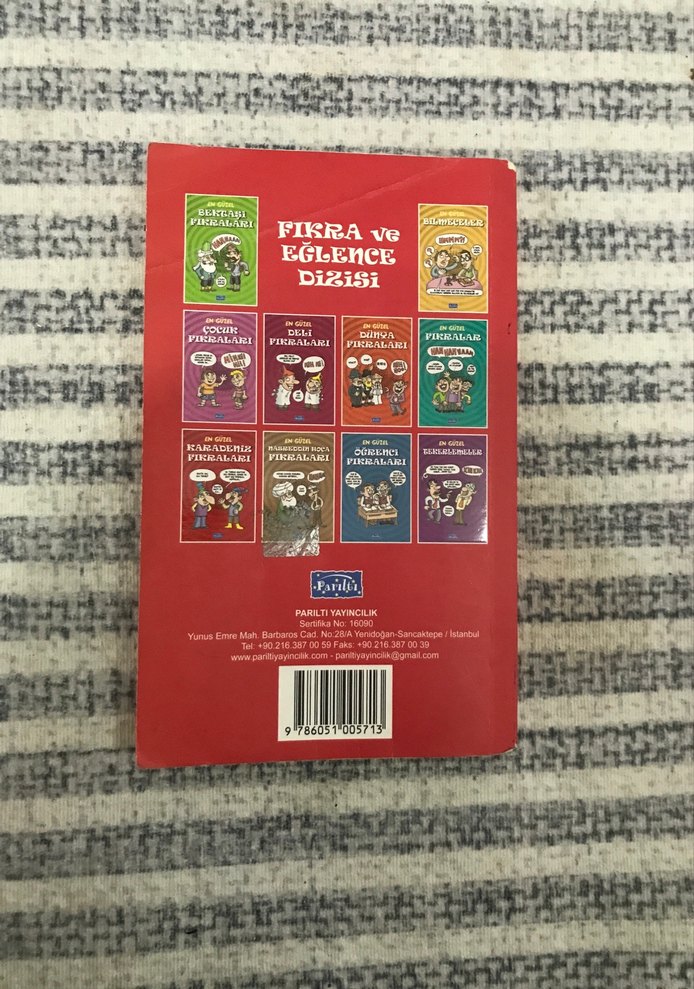 FIKRA ve
EĞLENCE
DİZİSİ
EN GÜZEL
BEKTAŞİ
FIKRALARI
EN GÜZEL
BİLMECELER
EN GÜZEL
ÇOCUK
FIKRALARI
EN GÜZEL
DELİ
FIKRALARI
EN GÜZEL
DÜNYA
FIKRALARI
EN GÜZEL
FIKRALAR
EN GÜZEL
KARADENİZ
FIKRALARI
EN GÜZEL
NASREDDİN HOCA
FIKRALARI
EN GÜZEL
ÖĞRENCİ
FIKRALARI
EN GÜZEL
TEKERLEMELER
Parıltı
PARILTI YAYINCILIK
Sertifika No: 16090
Yunus Emre Mah. Barbaros Cad. No:28/A Yenidoğan-Sancaktepe / İstanbul
Tel: +90.216.387 00 59 Faks: +90.216.387 00 39
www.pariltiyayincilik.com - pariltiyayincilik@gmail.com
9 786051 005713